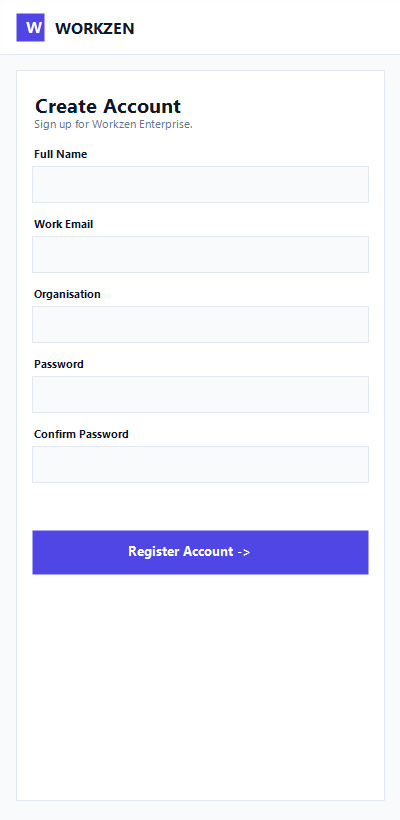 W WORKZEN
Create Account
Sign up for Workzen Enterprise.
Full Name
Work Email
Organisation
Password
Confirm Password
Register Account ->